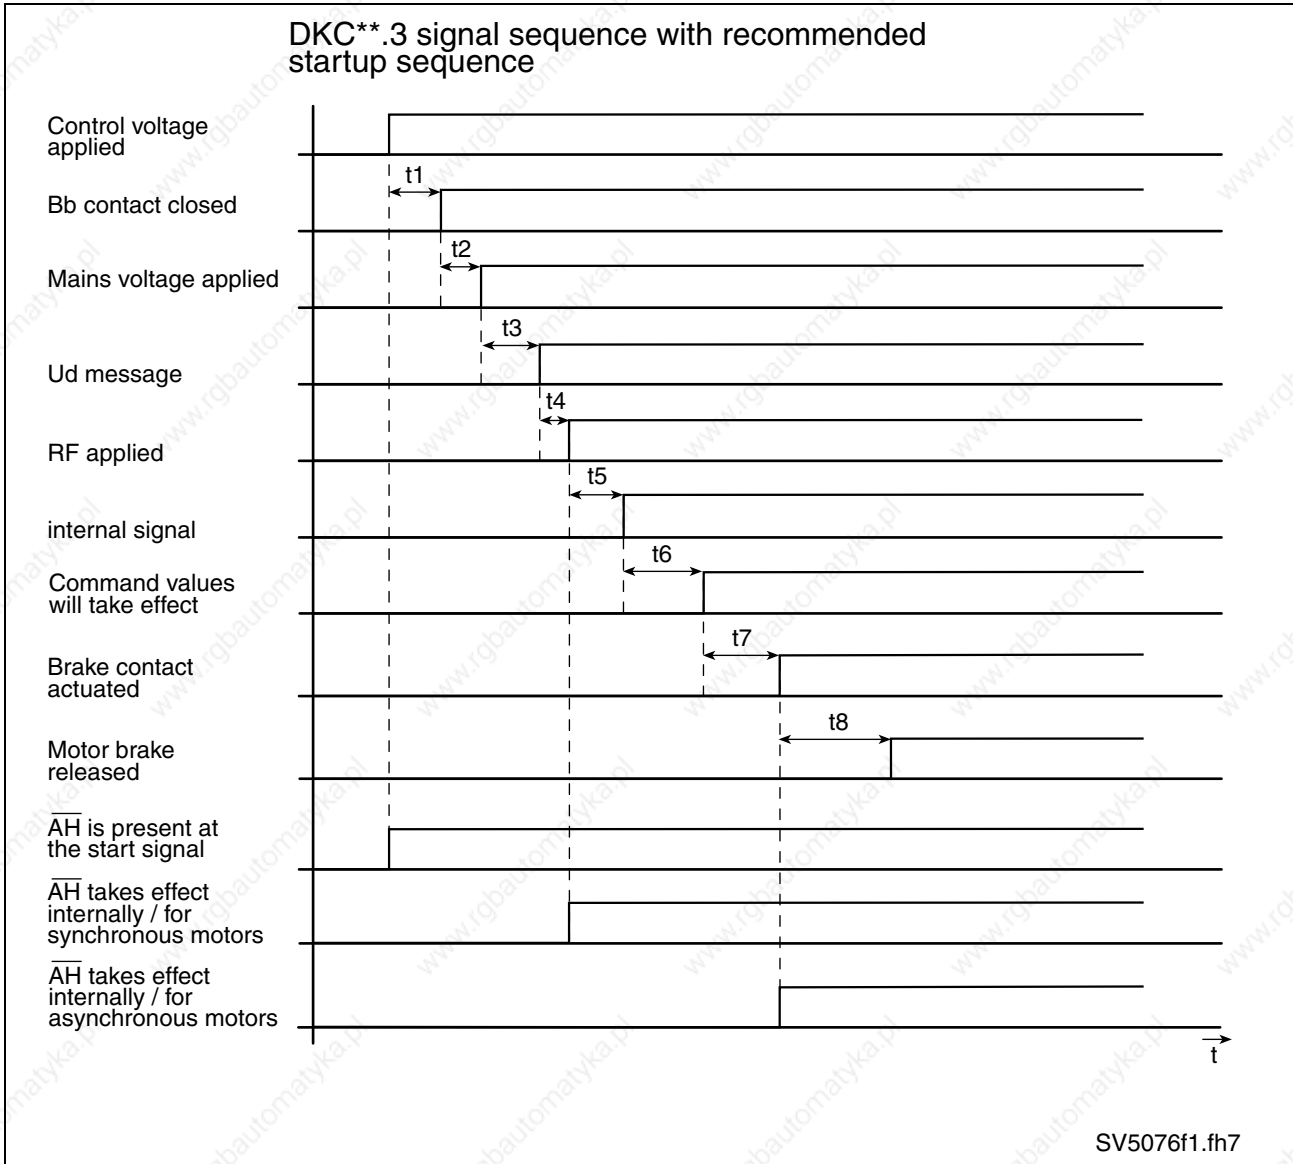 DKC**.3 signal sequence with recommended
startup sequence
Control voltage
applied
t1
Bb contact closed
t2
Mains voltage applied
t3
Ud message
t4
RF applied
t5
internal signal
t6
Command values
will take effect
t7
Brake contact
actuated
t8
Motor brake
released
A̅H̅ is present at
the start signal
A̅H̅ takes effect
internally / for
synchronous motors
A̅H̅ takes effect
internally / for
asynchronous motors
t
SV5076f1.fh7
www.rgbautomatyka.pl